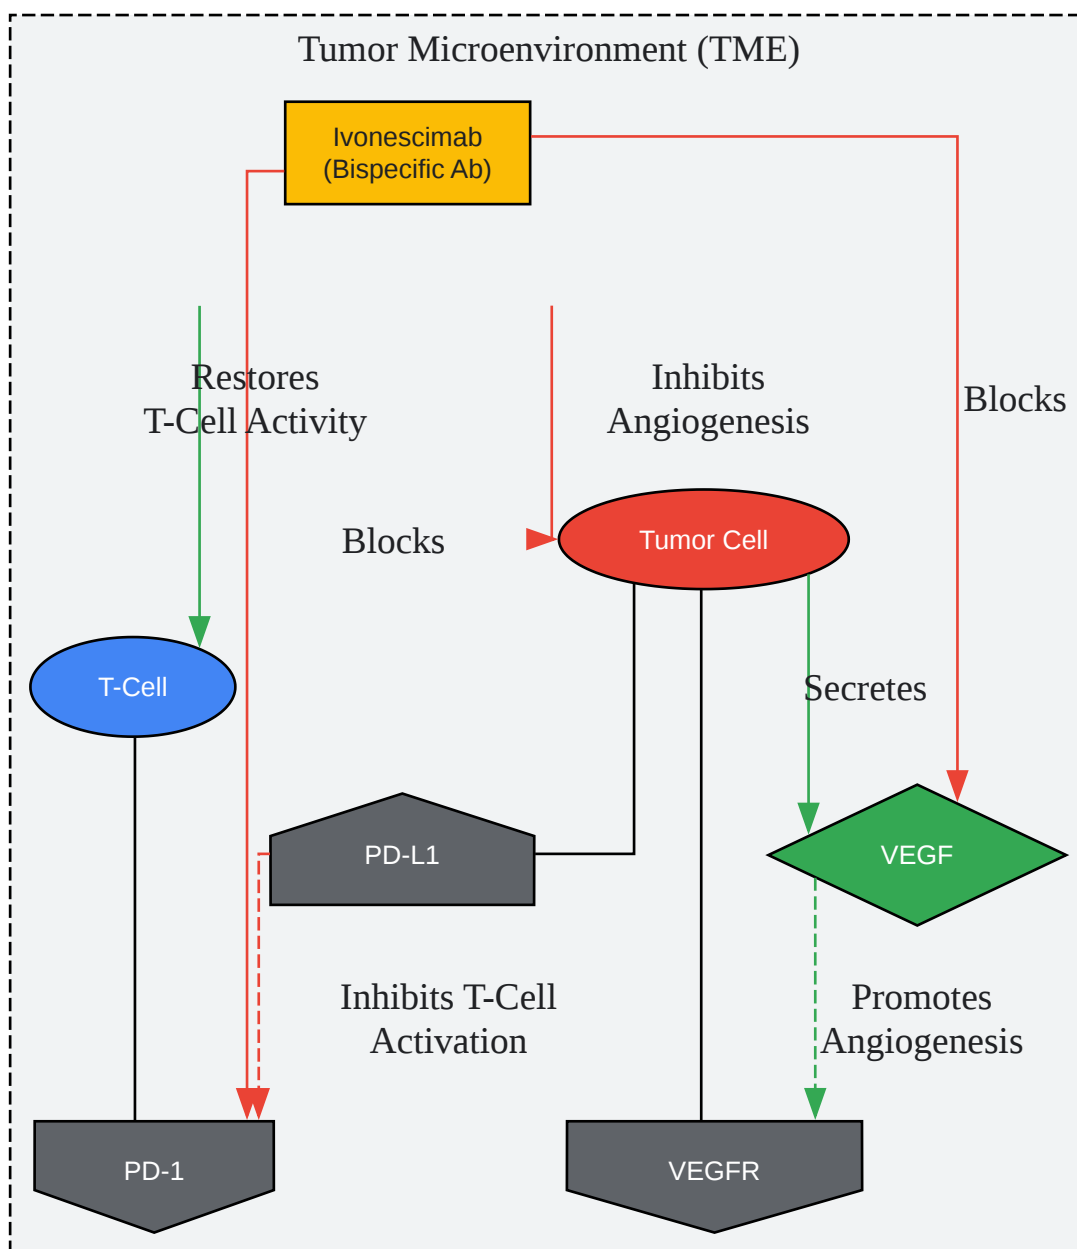 Tumor Microenvironment (TME)
Ivonescimab
(Bispecific Ab)
Restores
T-Cell Activity
Inhibits
Angiogenesis
Blocks
Blocks
Tumor Cell
T-Cell
Secretes
PD-L1
VEGF
Inhibits T-Cell
Activation
Promotes
Angiogenesis
PD-1
VEGFR